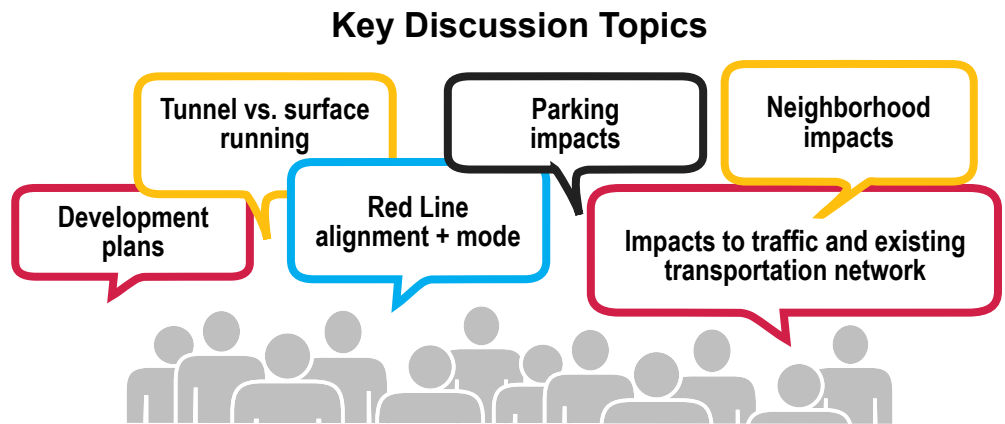 Key Discussion Topics
Tunnel vs. surface
running
Parking
impacts
Neighborhood
impacts
Development
plans
Red Line
alignment + mode
Impacts to traffic and existing
transportation network